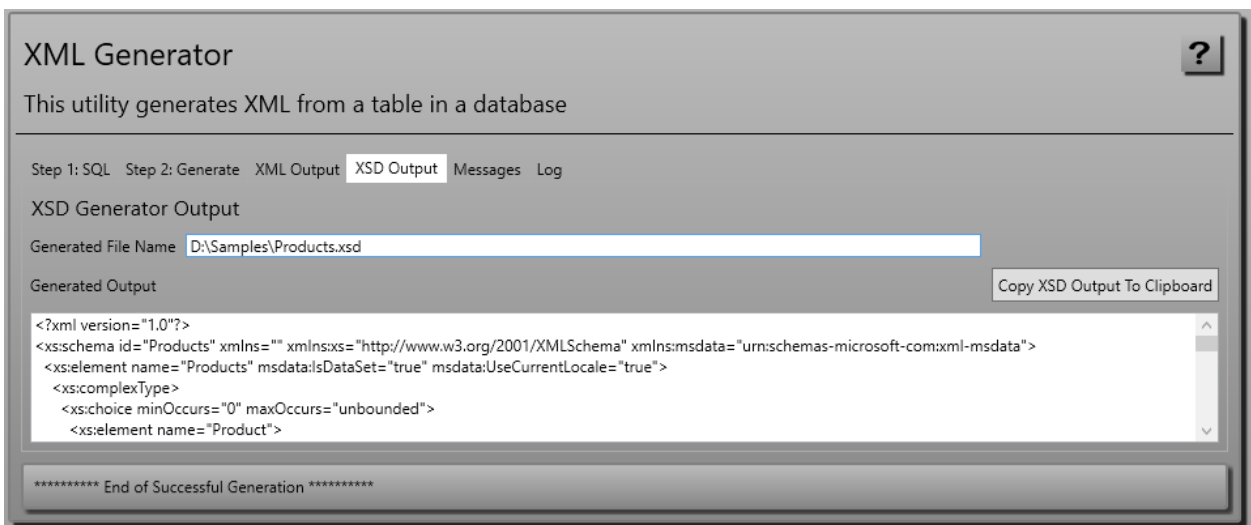 XML Generator
?
This utility generates XML from a table in a database
Step 1: SQL Step 2: Generate XML Output XSD Output Messages Log
XSD Generator Output
Generated File Name D:\Samples\Products.xsd
Generated Output Copy XSD Output To Clipboard
<?xml version="1.0"?>
<xs:schema id="Products" xmlns="" xmlns:xs="http://www.w3.org/2001/XMLSchema" xmlns:msdata="urn:schemas-microsoft-com:xml-msdata">
<xs:element name="Products" msdata:IsDataSet="true" msdata:UseCurrentLocale="true">
<xs:complexType>
<xs:choice minOccurs="0" maxOccurs="unbounded">
<xs:element name="Product">
********** End of Successful Generation **********